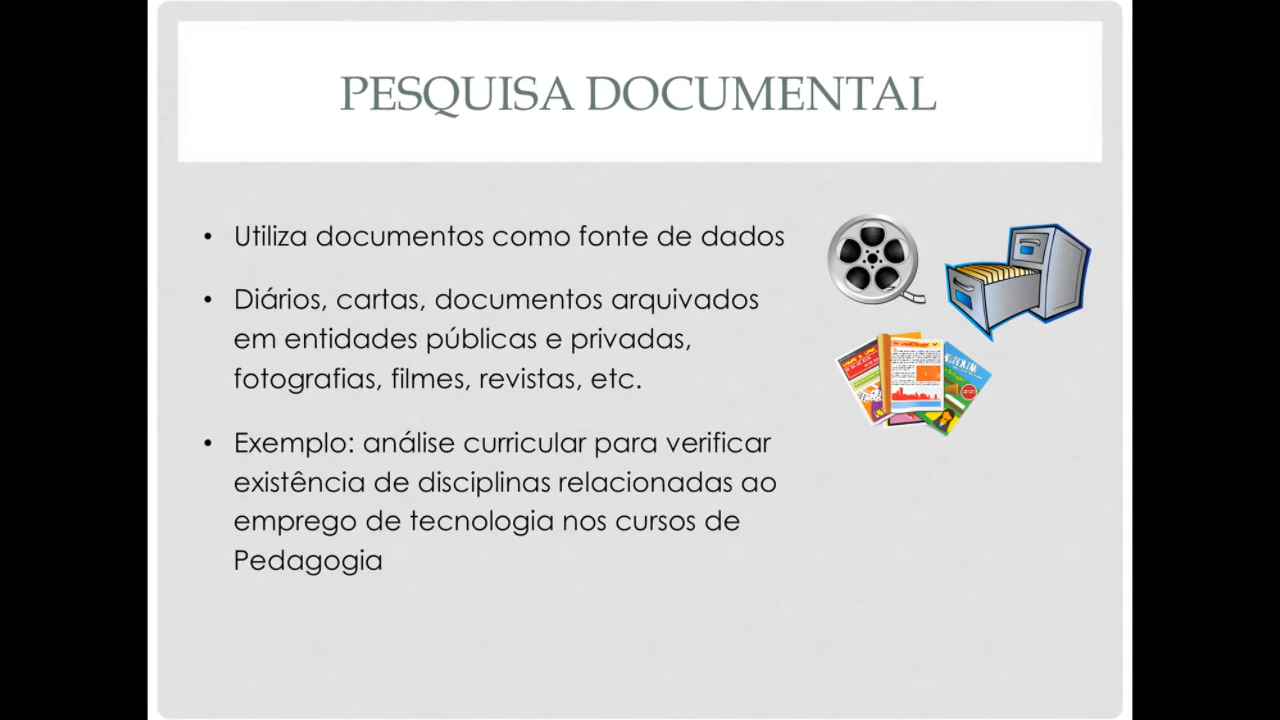 PESQUISA DOCUMENTAL
• Utiliza documentos como fonte de dados
• Diários, cartas, documentos arquivados
em entidades públicas e privadas,
fotografias, filmes, revistas, etc.
• Exemplo: análise curricular para verificar
existência de disciplinas relacionadas ao
emprego de tecnologia nos cursos de
Pedagogia